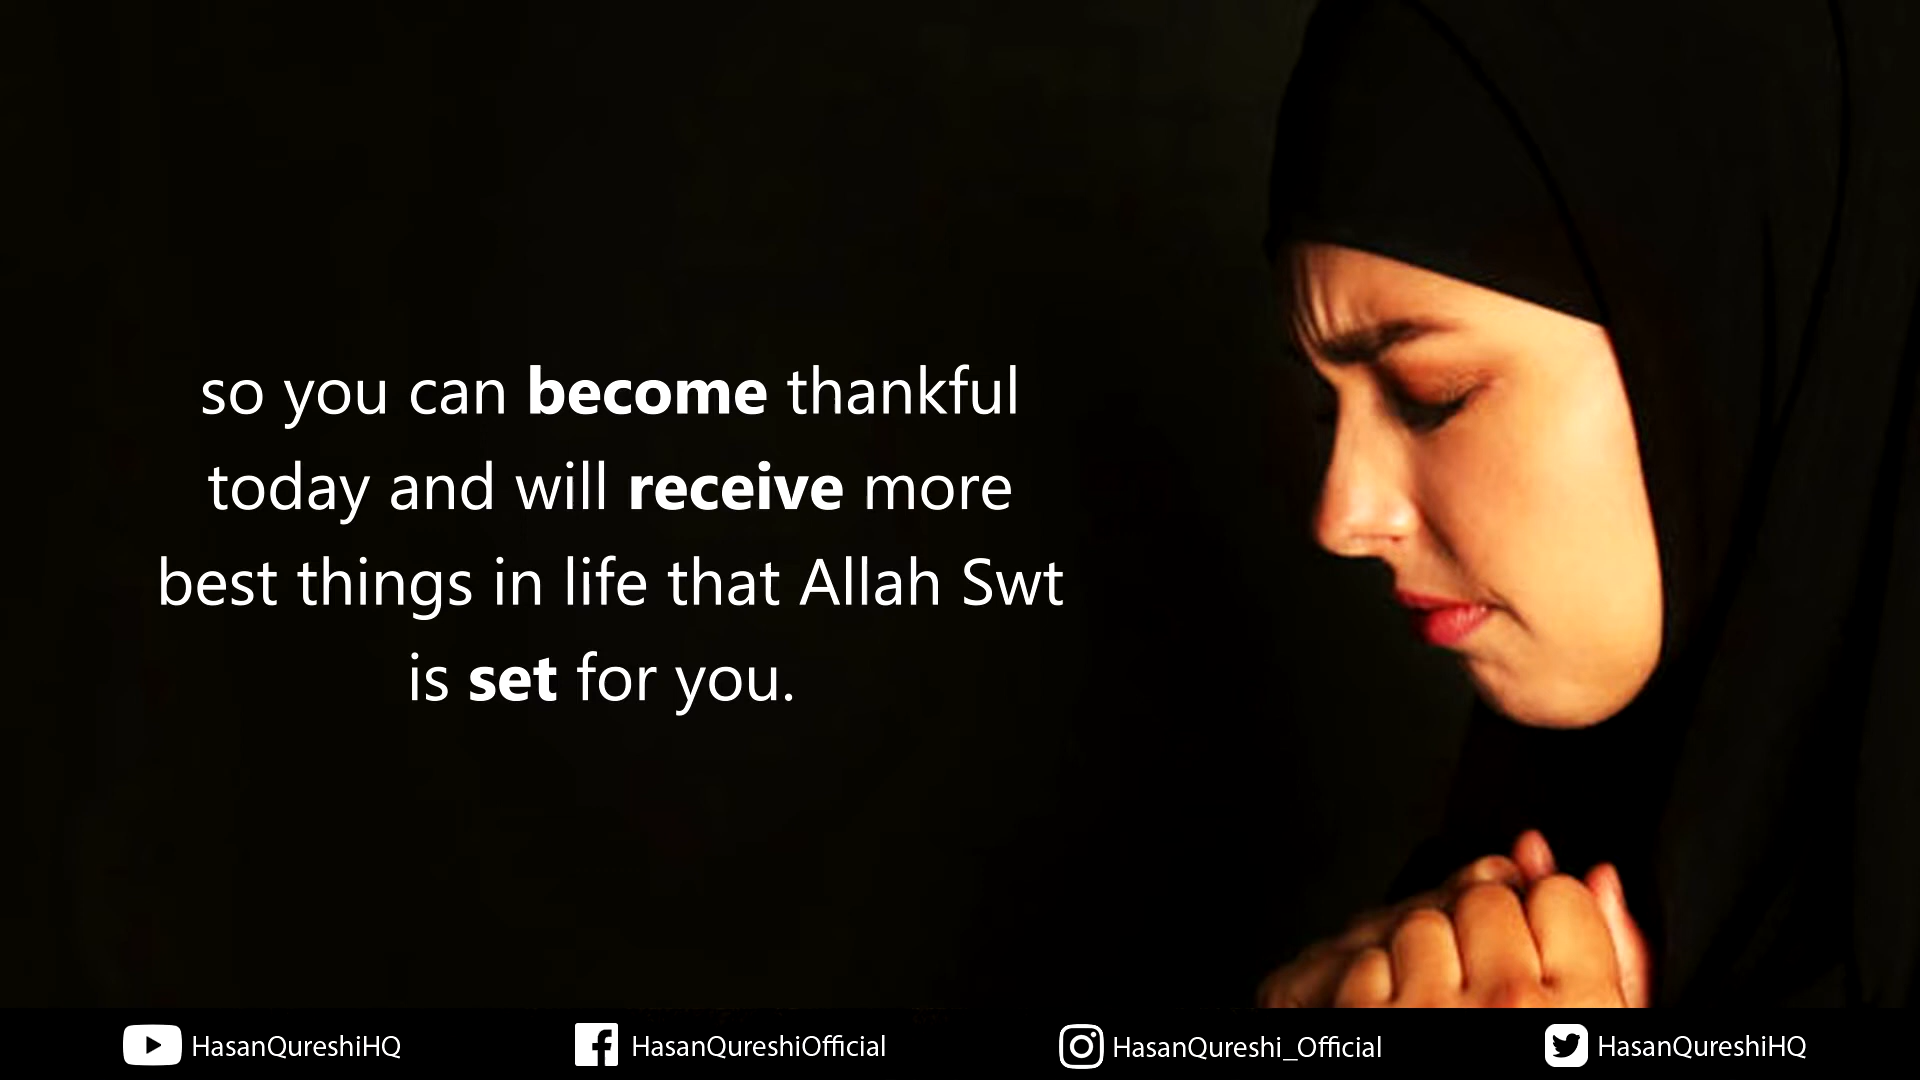 so you can become thankful
today and will receive more
best things in life that Allah Swt
is set for you.
HasanQureshiHQ
HasanQureshiOfficial
HasanQureshi_Official
HasanQureshiHQ